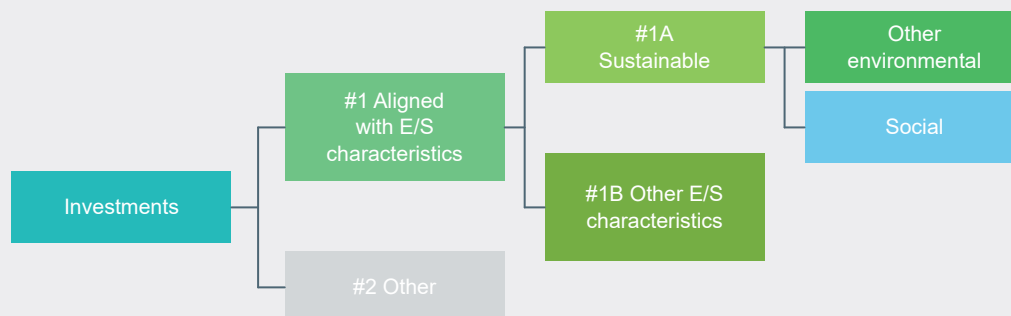 Investments
#1 Aligned
with E/S
characteristics
#2 Other
#1A
Sustainable
#1B Other E/S
characteristics
Other
environmental
Social